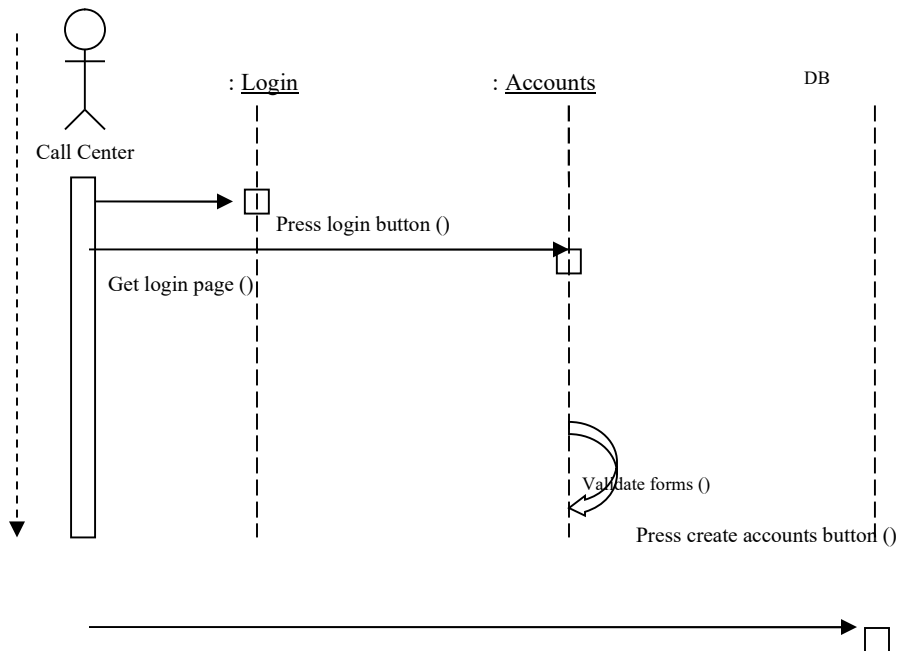 : Login
: Accounts
DB
Call Center
Press login button ()
Get login page ()
Validate forms ()
Press create accounts button ()